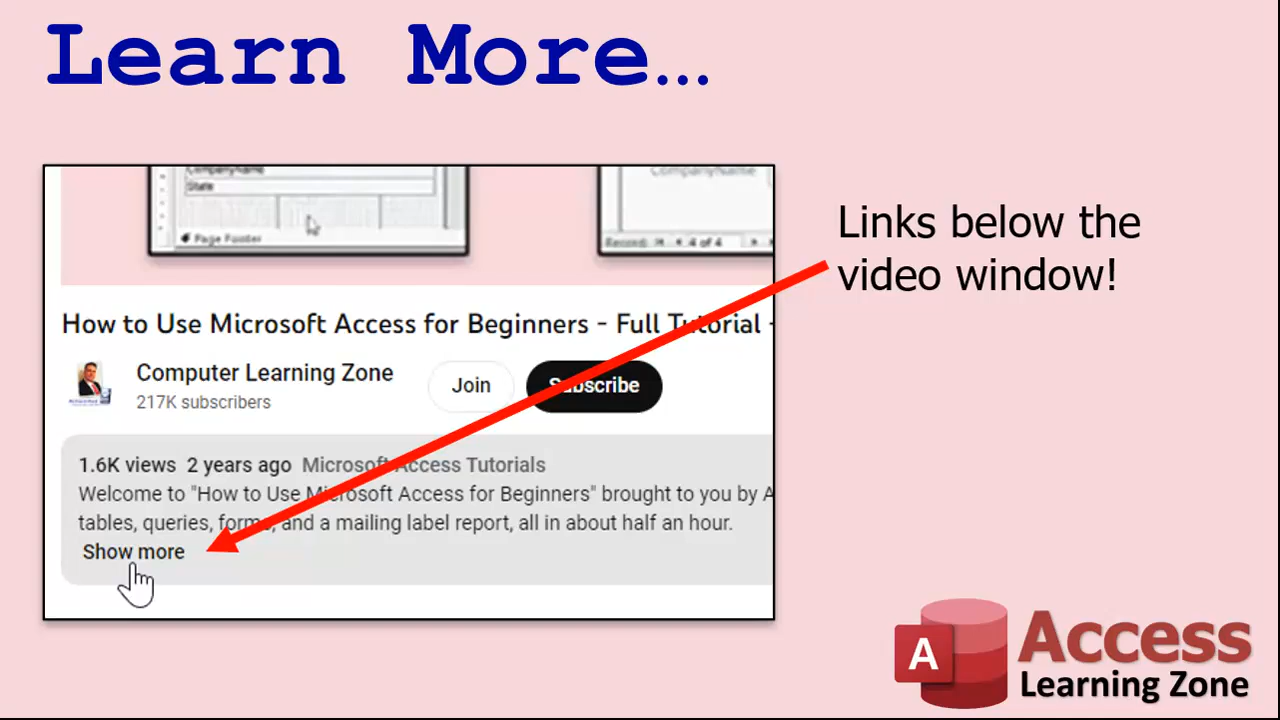 Learn More...
CompanyName
State
Page Footer
CompanyName
Record: 4 of 4
Links below the
video window!
How to Use Microsoft Access for Beginners - Full Tutorial -
Computer Learning Zone
217K subscribers
Join
Subscribe
1.6K views 2 years ago Microsoft Access Tutorials
Welcome to "How to Use Microsoft Access for Beginners" brought to you by A
tables, queries, forms, and a mailing label report, all in about half an hour.
Show more
A
Access
Learning Zone